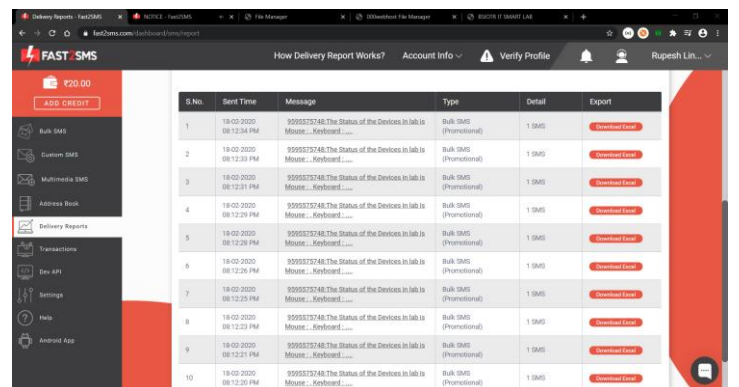 Delivery Reports - Fast2SMS
NOTICE - Fast2SMS
File Manager
000webhost File Manager
RGCITR IT SMART LAB
fast2sms.com/dashboard/sms/report
FAST2SMS
How Delivery Report Works?
Account Info
Verify Profile
Rupesh Lin...
₹20.00
ADD CREDIT
Bulk SMS
Custom SMS
Multimedia SMS
Address Book
Delivery Reports
Transactions
Dev API
Settings
Help
Android App
S.No. Sent Time Message Type Detail Export
1 18-02-2020 9595575748:The Status of the Devices in lab is Bulk SMS 1 SMS Download Excel
08:12:34 PM Mouse : , Keyboard : ,.... (Promotional)
2 18-02-2020 9595575748:The Status of the Devices in lab is Bulk SMS 1 SMS Download Excel
08:12:33 PM Mouse : , Keyboard : ,.... (Promotional)
3 18-02-2020 9595575748:The Status of the Devices in lab is Bulk SMS 1 SMS Download Excel
08:12:31 PM Mouse : , Keyboard : ,.... (Promotional)
4 18-02-2020 9595575748:The Status of the Devices in lab is Bulk SMS 1 SMS Download Excel
08:12:29 PM Mouse : , Keyboard : ,.... (Promotional)
5 18-02-2020 9595575748:The Status of the Devices in lab is Bulk SMS 1 SMS Download Excel
08:12:28 PM Mouse : , Keyboard : ,.... (Promotional)
6 18-02-2020 9595575748:The Status of the Devices in lab is Bulk SMS 1 SMS Download Excel
08:12:26 PM Mouse : , Keyboard : ,.... (Promotional)
7 18-02-2020 9595575748:The Status of the Devices in lab is Bulk SMS 1 SMS Download Excel
08:12:25 PM Mouse : , Keyboard : ,.... (Promotional)
8 18-02-2020 9595575748:The Status of the Devices in lab is Bulk SMS 1 SMS Download Excel
08:12:23 PM Mouse : , Keyboard : ,.... (Promotional)
9 18-02-2020 9595575748:The Status of the Devices in lab is Bulk SMS 1 SMS Download Excel
08:12:21 PM Mouse : , Keyboard : ,.... (Promotional)
10 18-02-2020 9595575748:The Status of the Devices in lab is Bulk SMS 1 SMS Download Excel
08:12:20 PM Mouse : , Keyboard : ,.... (Promotional)